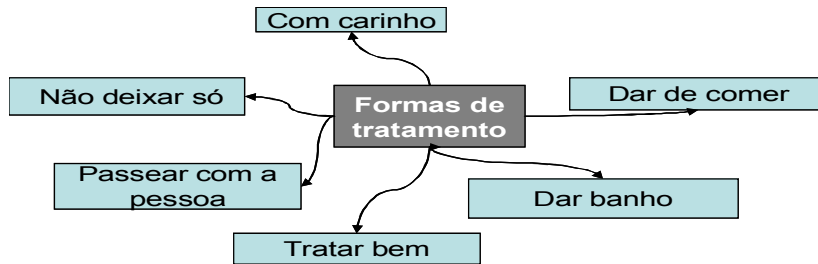 Com carinho
Não deixar só
Formas de
tratamento
Dar de comer
Passear com a
pessoa
Dar banho
Tratar bem